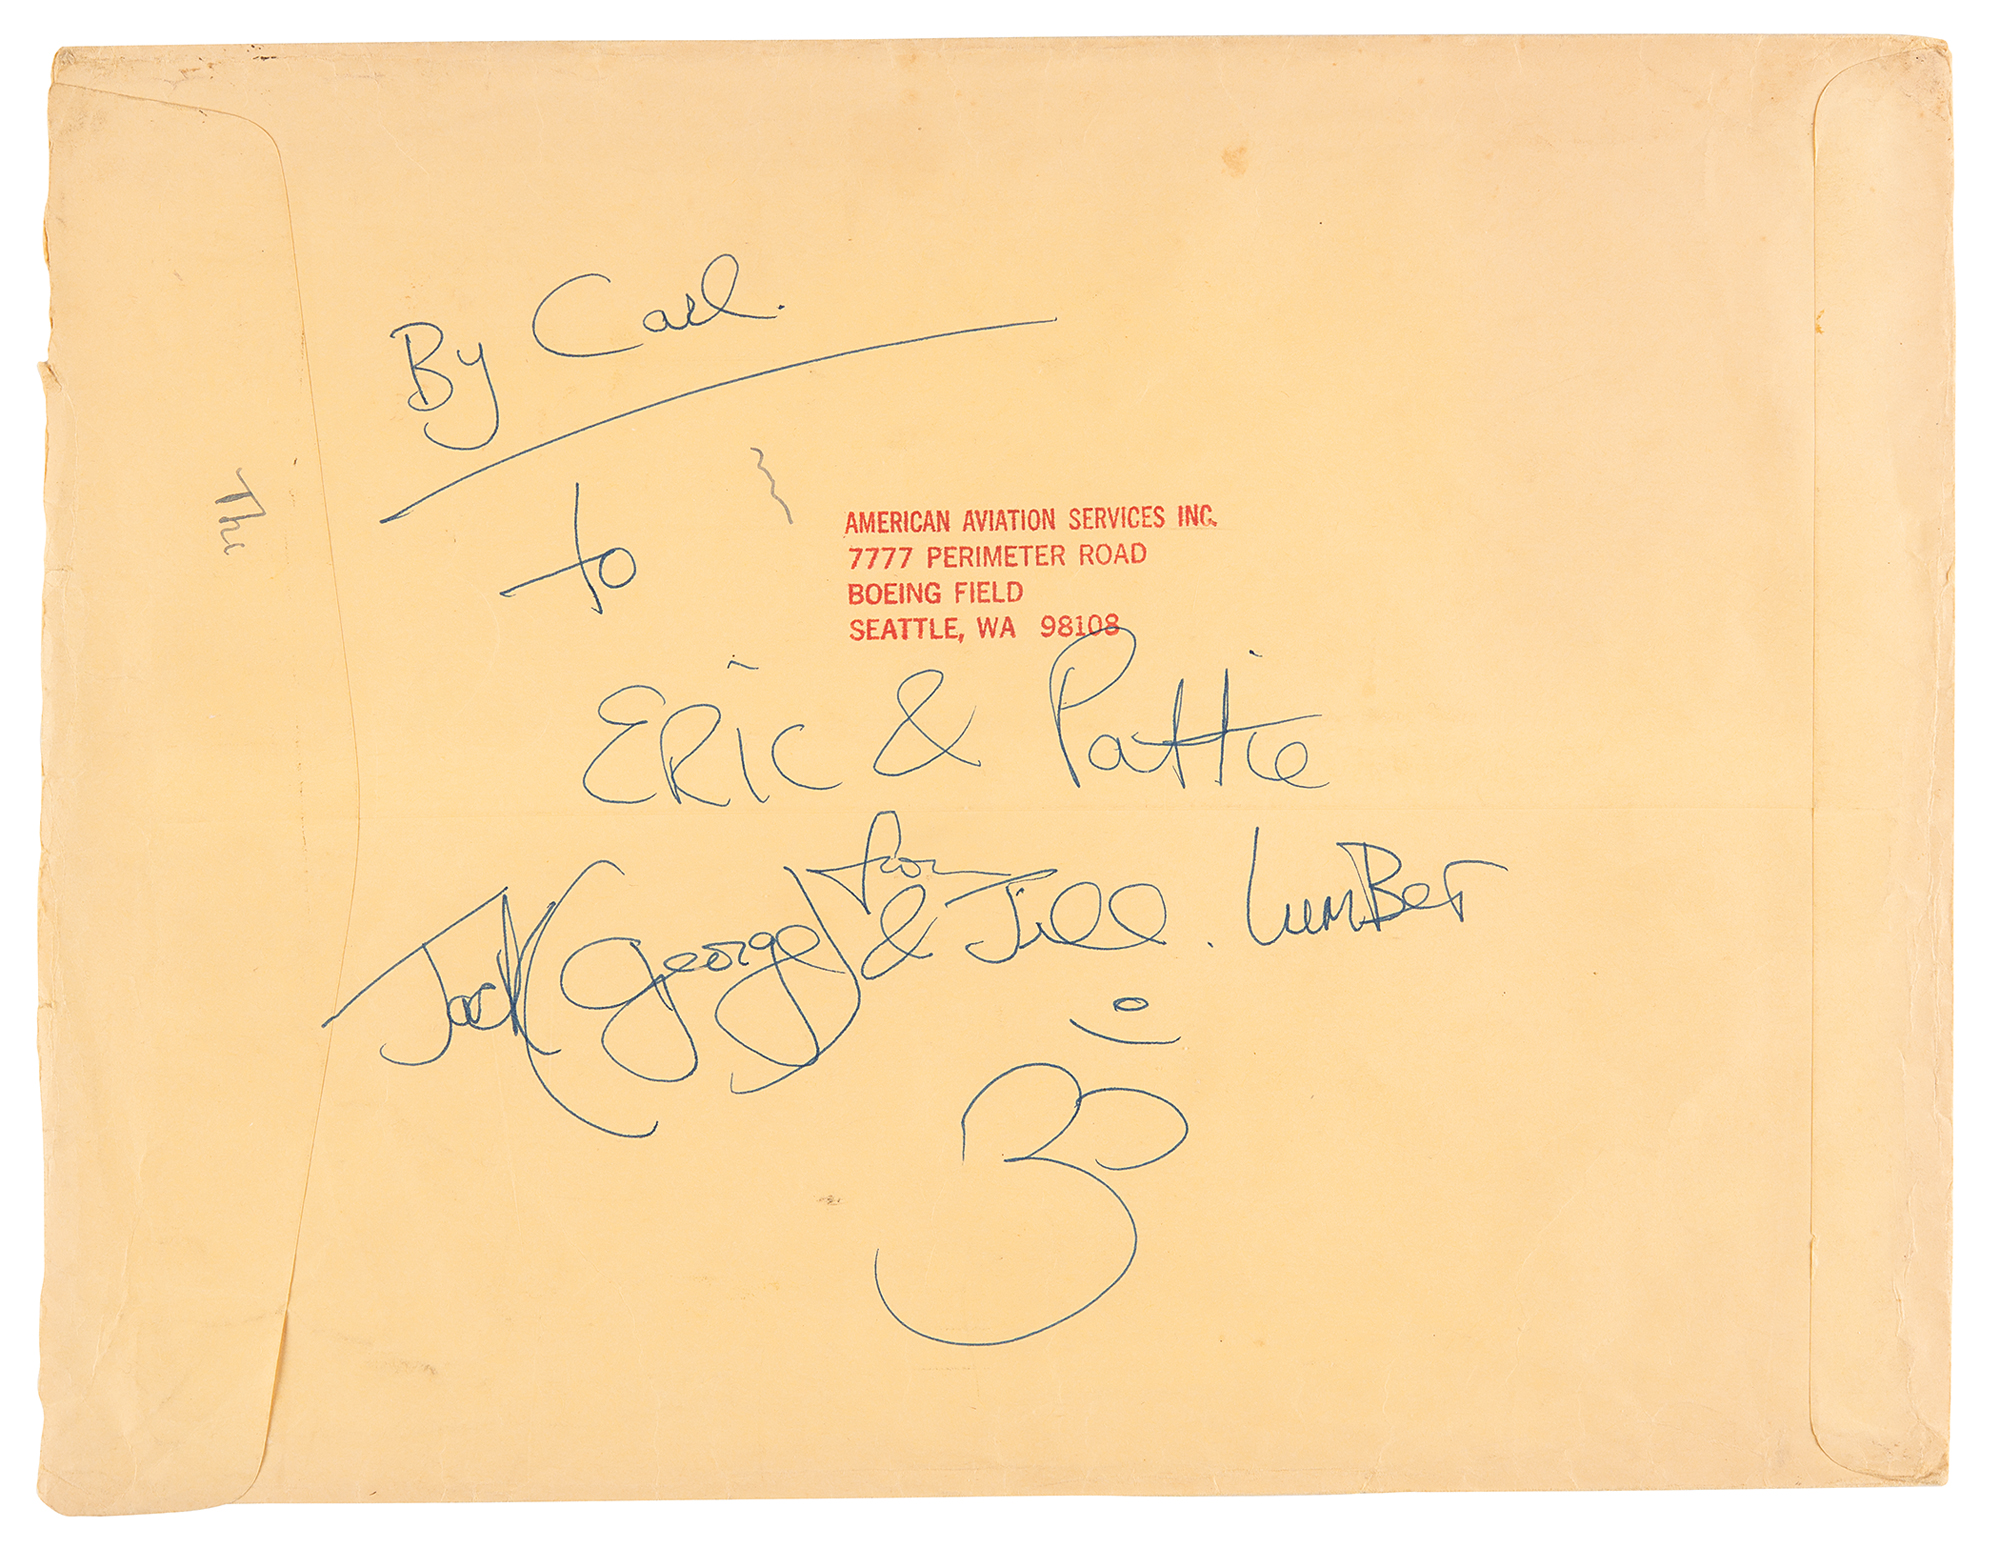 By Carl.
to
AMERICAN AVIATION SERVICES INC.
7777 PERIMETER ROAD
BOEING FIELD
SEATTLE, WA 98108
ERic & Pattie
from
Jack (george) & Jill. LumBer
ॐ
The